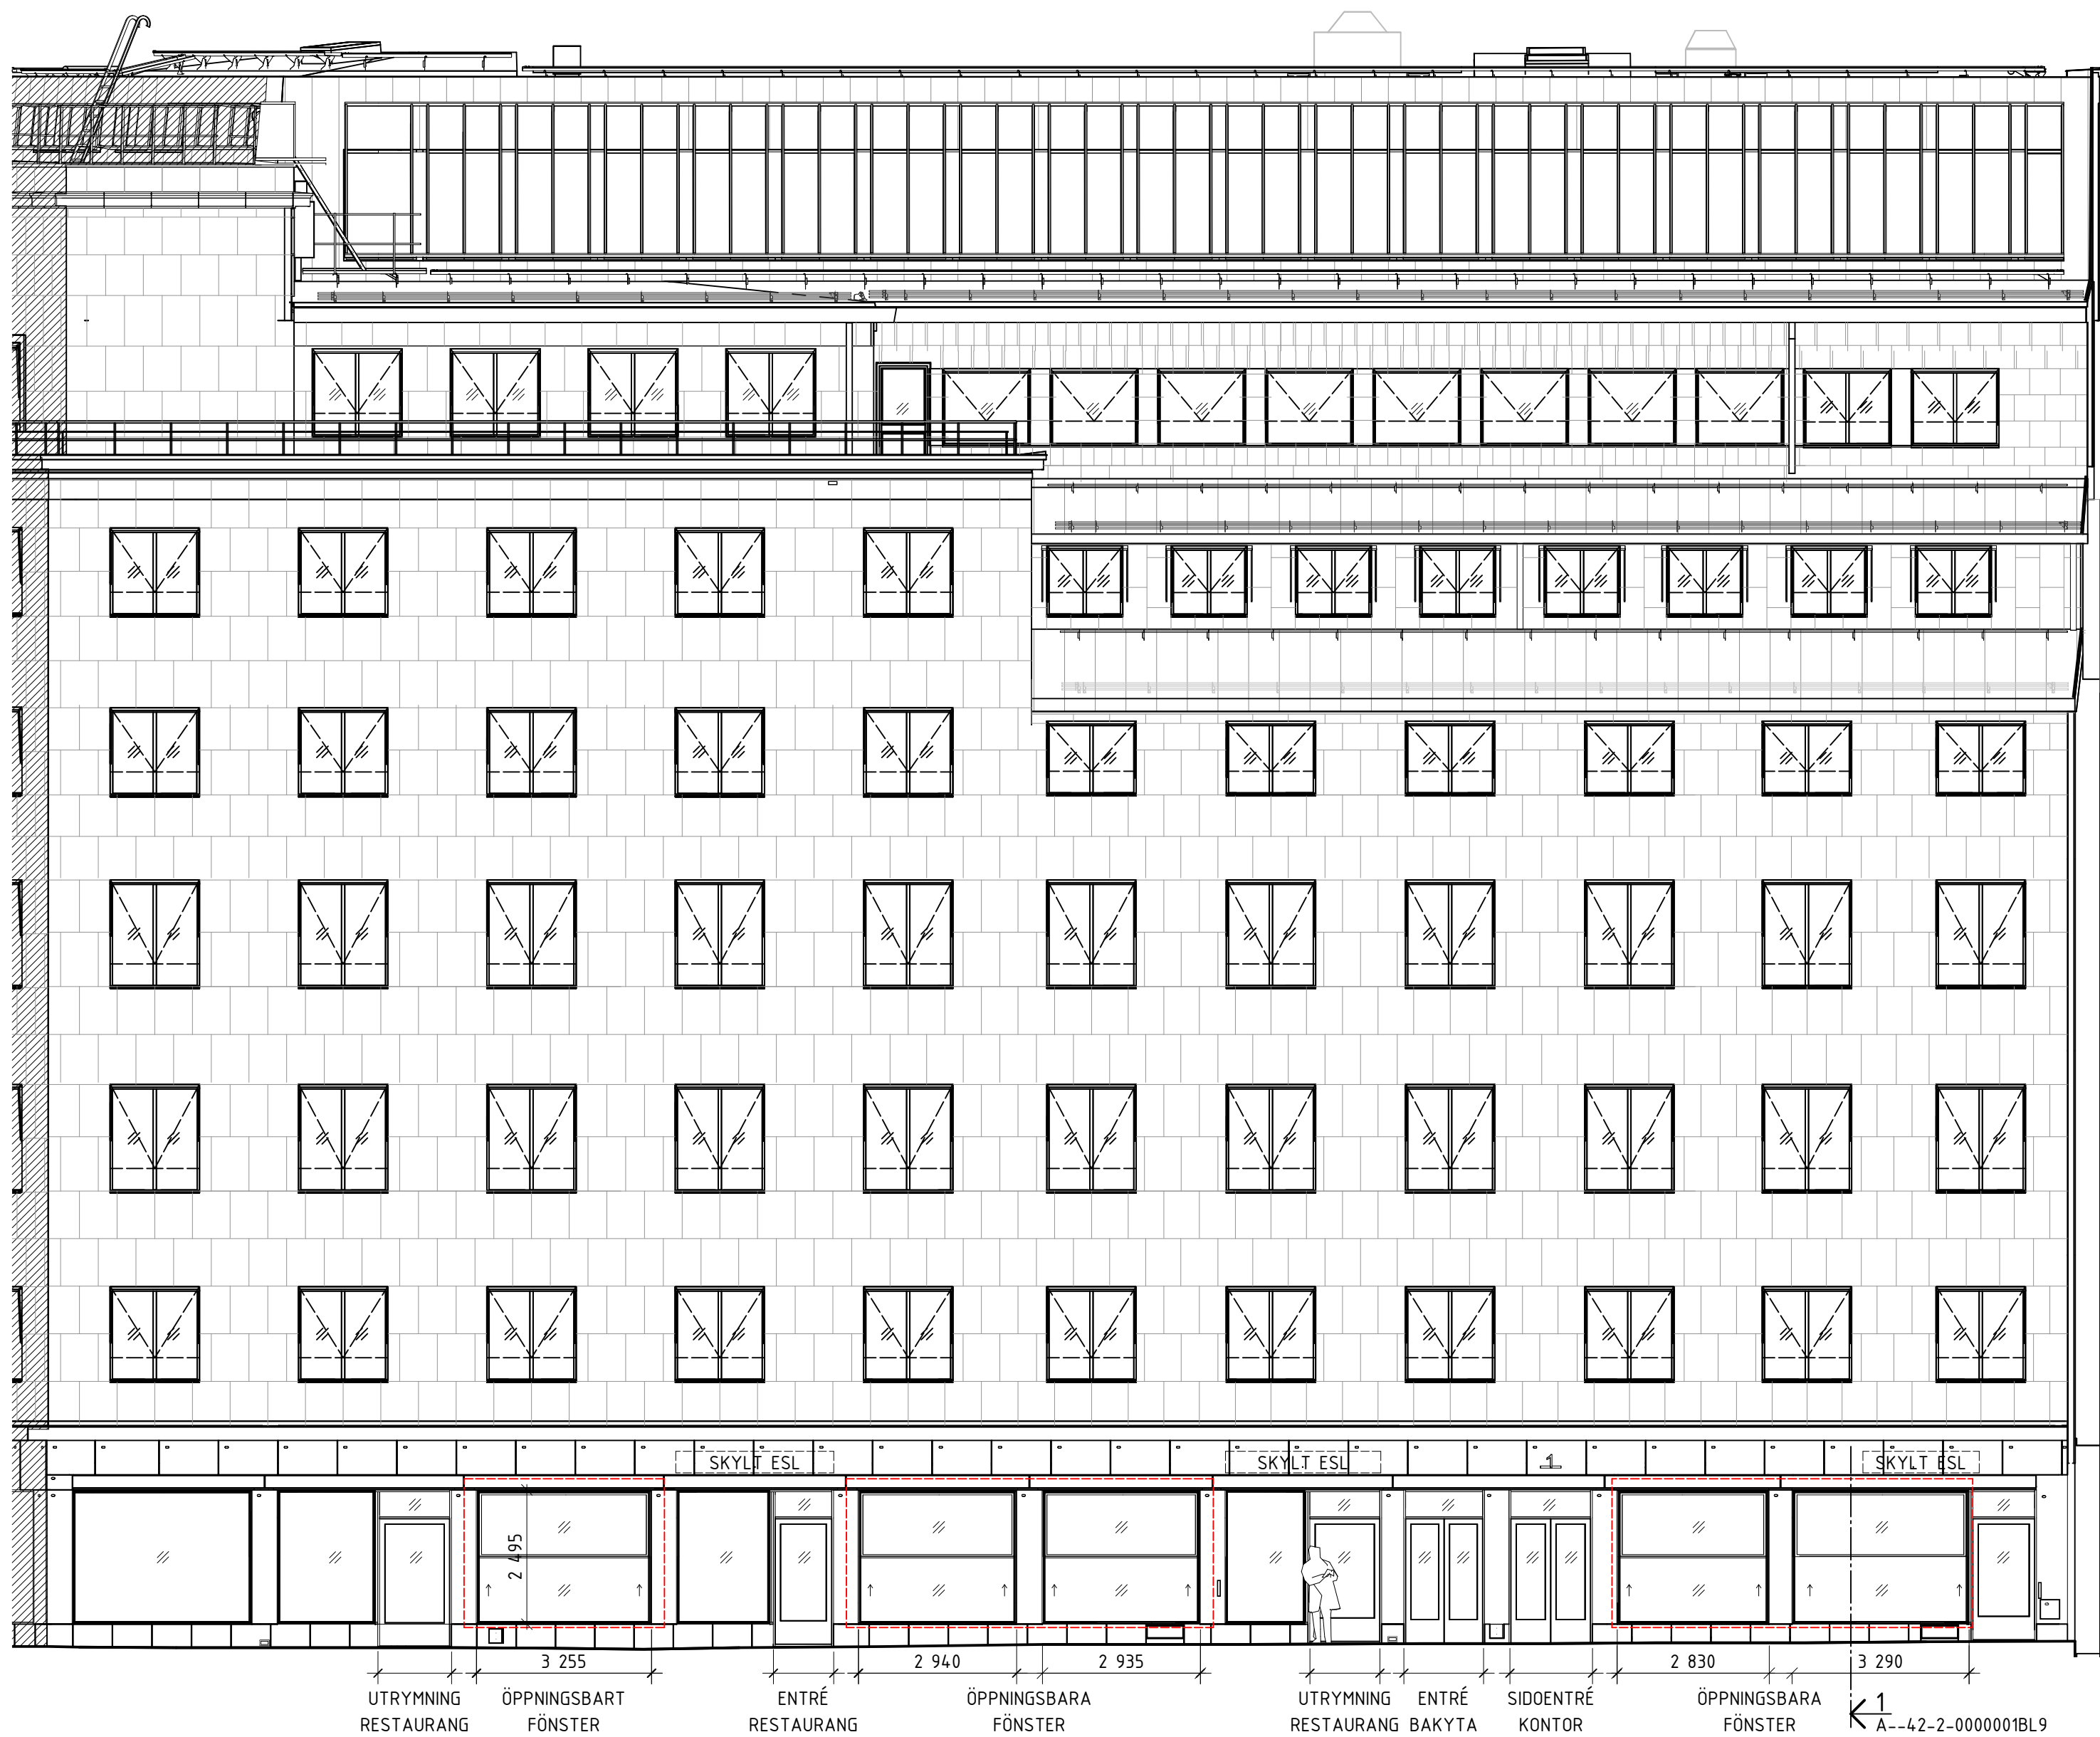 SKYLT ESL
SKYLT ESL
1
SKYLT ESL
2 495
3 255
2 940
2 935
2 830
3 290
UTRYMNING
RESTAURANG
ÖPPNINGSBART
FÖNSTER
ENTRÉ
RESTAURANG
ÖPPNINGSBARA
FÖNSTER
UTRYMNING
RESTAURANG
ENTRÉ
BAKYTA
SIDOENTRÉ
KONTOR
ÖPPNINGSBARA
FÖNSTER
1
A--42-2-0000001BL9